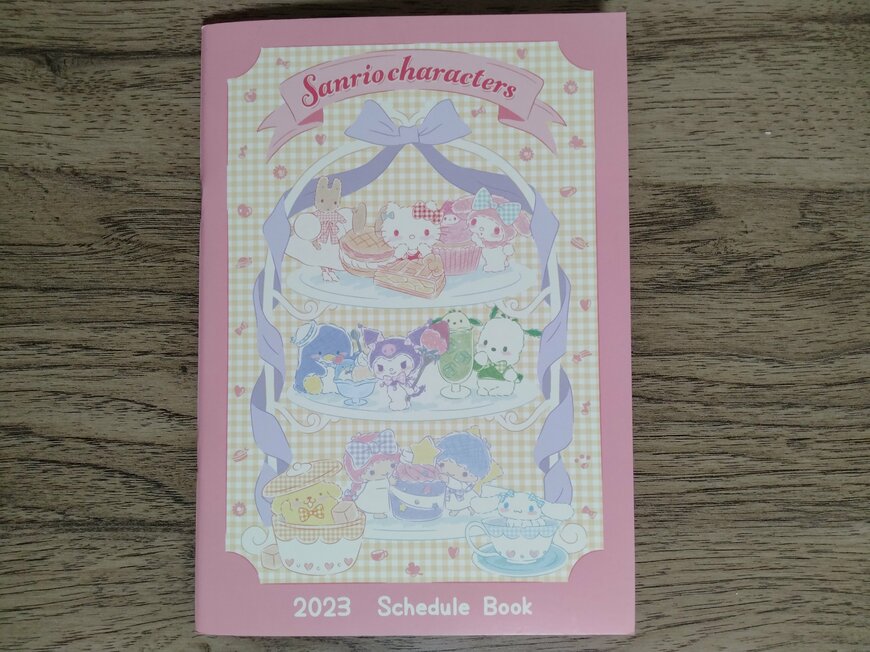 Sanrio characters
2023 Schedule Book